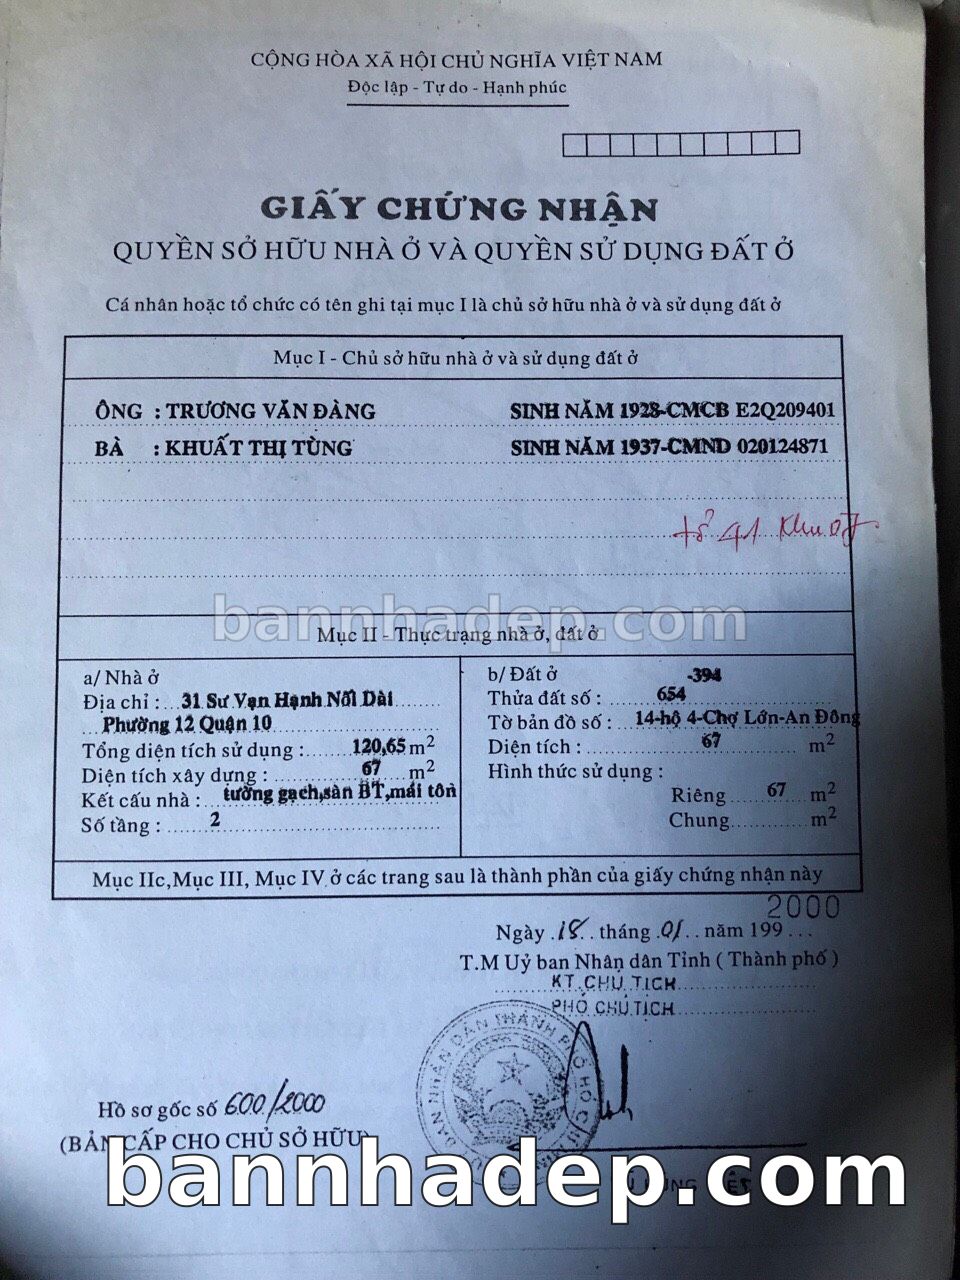 CỘNG HÒA XÃ HỘI CHỦ NGHĨA VIỆT NAM
Độc lập - Tự do - Hạnh phúc
GIẤY CHỨNG NHẬN
QUYỀN SỞ HỮU NHÀ Ở VÀ QUYỀN SỬ DỤNG ĐẤT Ở
Cá nhân hoặc tổ chức có tên ghi tại mục I là chủ sở hữu nhà ở và sử dụng đất ở
Mục I - Chủ sở hữu nhà ở và sử dụng đất ở
ÔNG : TRƯƠNG VĂN ĐÀNG SINH NĂM 1928-CMCB E2Q209401
BÀ : KHUẤT THỊ TÙNG SINH NĂM 1937-CMND 020124871
tổ 41 Khu
bannhadep.com
Mục II - Thực trạng nhà ở, đất ở
a/ Nhà ở
Địa chỉ : 31 Sư Vạn Hạnh Nối Dài
Phường 12 Quận 10
Tổng diện tích sử dụng : 120,65 m2
Diện tích xây dựng : 67 m2
Kết cấu nhà : tường gạch,sàn BT,mái tôn
Số tầng : 2
b/ Đất ở -394
Thửa đất số : 654
Tờ bản đồ số : 14-hộ 4-Chợ Lớn-An Đông
Diện tích : 67 m2
Hình thức sử dụng :
Riêng 67 m2
Chung m2
Mục IIc,Mục III, Mục IV ở các trang sau là thành phần của giấy chứng nhận này
2000
Ngày 18 tháng 01 năm 199
T.M Uỷ ban Nhân dân Tỉnh ( Thành phố )
KT.CHỦ TỊCH
PHÓ CHỦ TỊCH
Hồ sơ gốc số 600/2000
(BẢN CẤP CHO CHỦ SỞ HỮU)
bannhadep.com